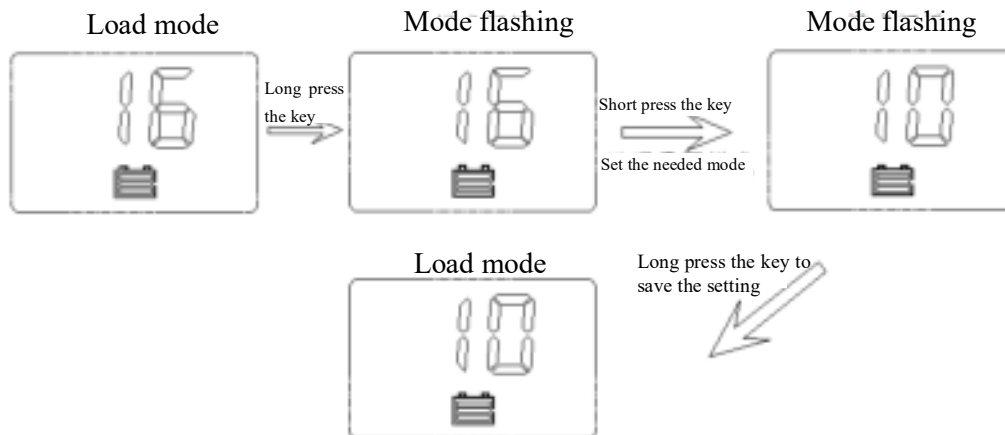 Load mode
Mode flashing
Mode flashing
16
Long press
the key
16
Short press the key
Set the needed mode
10
Load mode
Long press the key to
save the setting
10